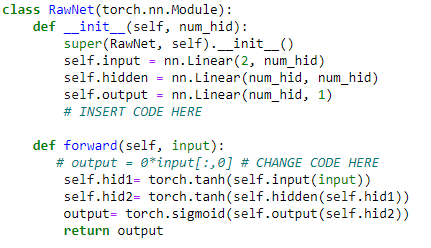 class RawNet(torch.nn.Module):
    def __init__(self, num_hid):
        super(RawNet, self).__init__()
        self.input = nn.Linear(2, num_hid)
        self.hidden = nn.Linear(num_hid, num_hid)
        self.output = nn.Linear(num_hid, 1)
        # INSERT CODE HERE

    def forward(self, input):
       # output = 0*input[:,0] # CHANGE CODE HERE
        self.hid1= torch.tanh(self.input(input))
        self.hid2= torch.tanh(self.hidden(self.hid1))
        output= torch.sigmoid(self.output(self.hid2))
        return output